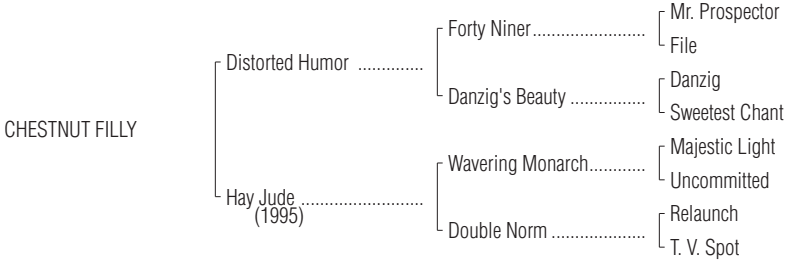 Mr. Prospector
Forty Niner..........................
File
Distorted Humor ..............
Danzig
Danzig's Beauty ................
Sweetest Chant
CHESTNUT FILLY
Majestic Light
Wavering Monarch............
Uncommitted
Hay Jude ..........................
(1995)
Relaunch
Double Norm ....................
T. V. Spot